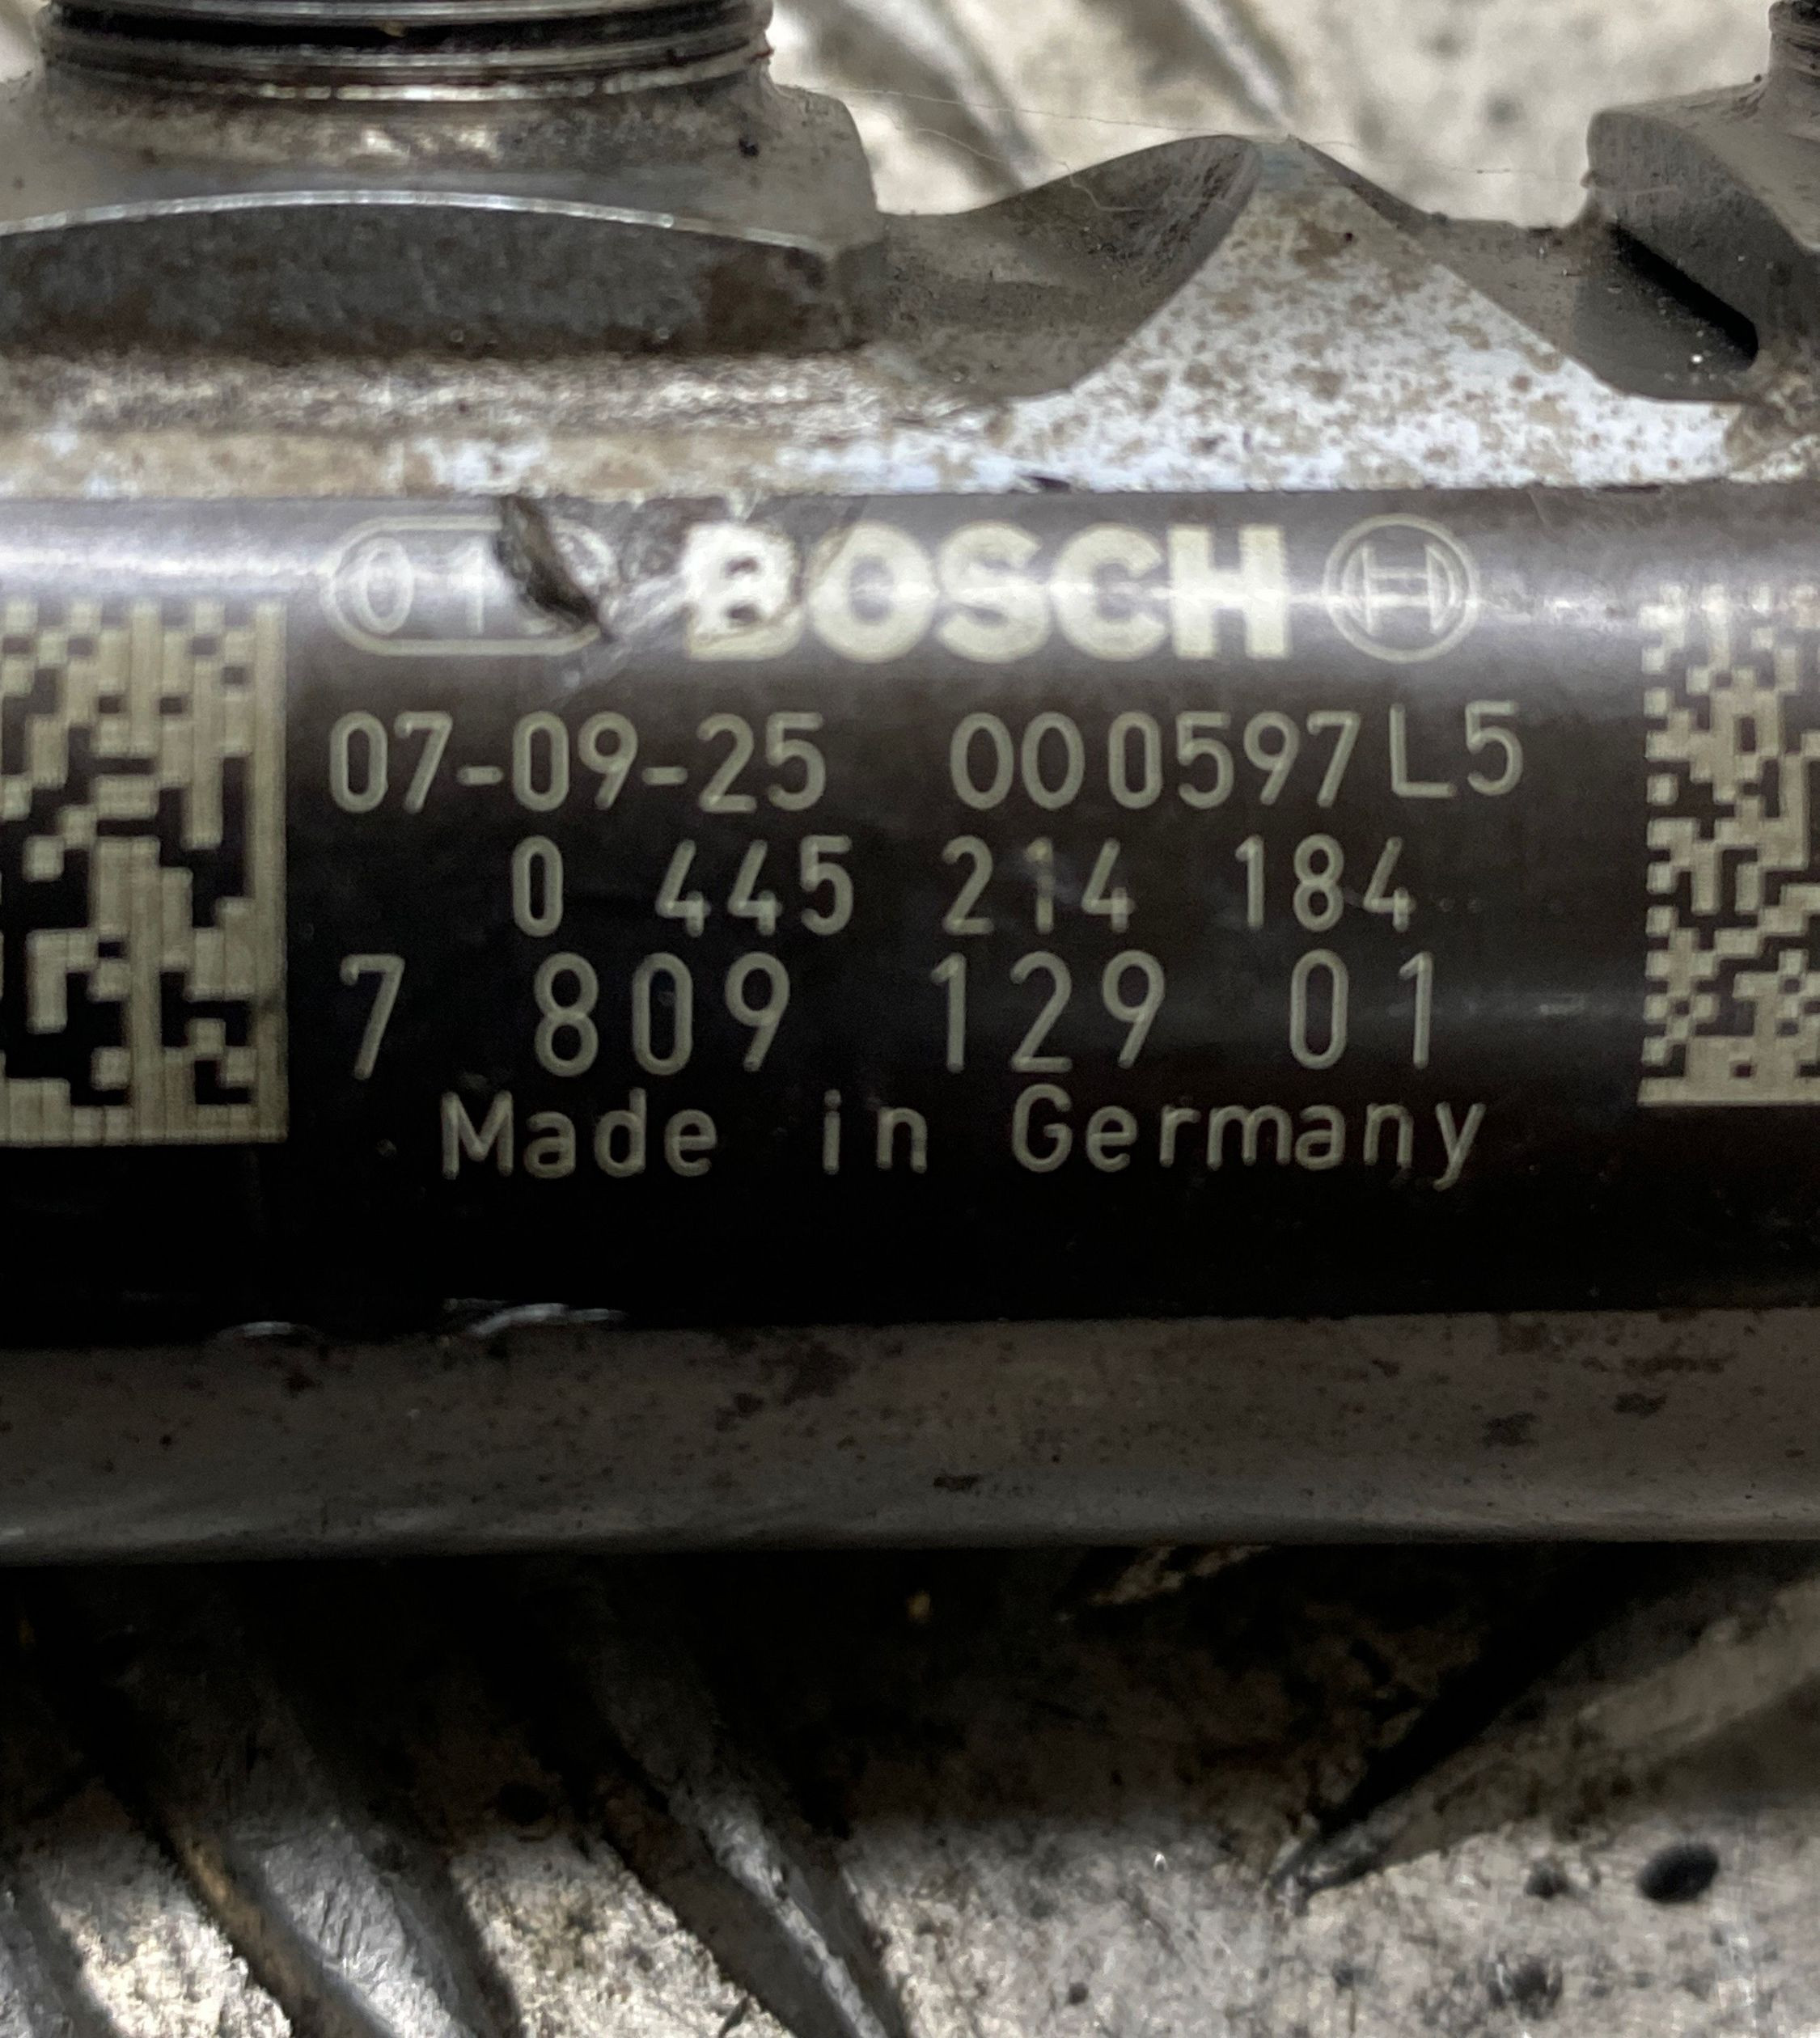 BOSCH
07-09-25 000597L5
0 445 214 184
7 809 129 01
Made in Germany